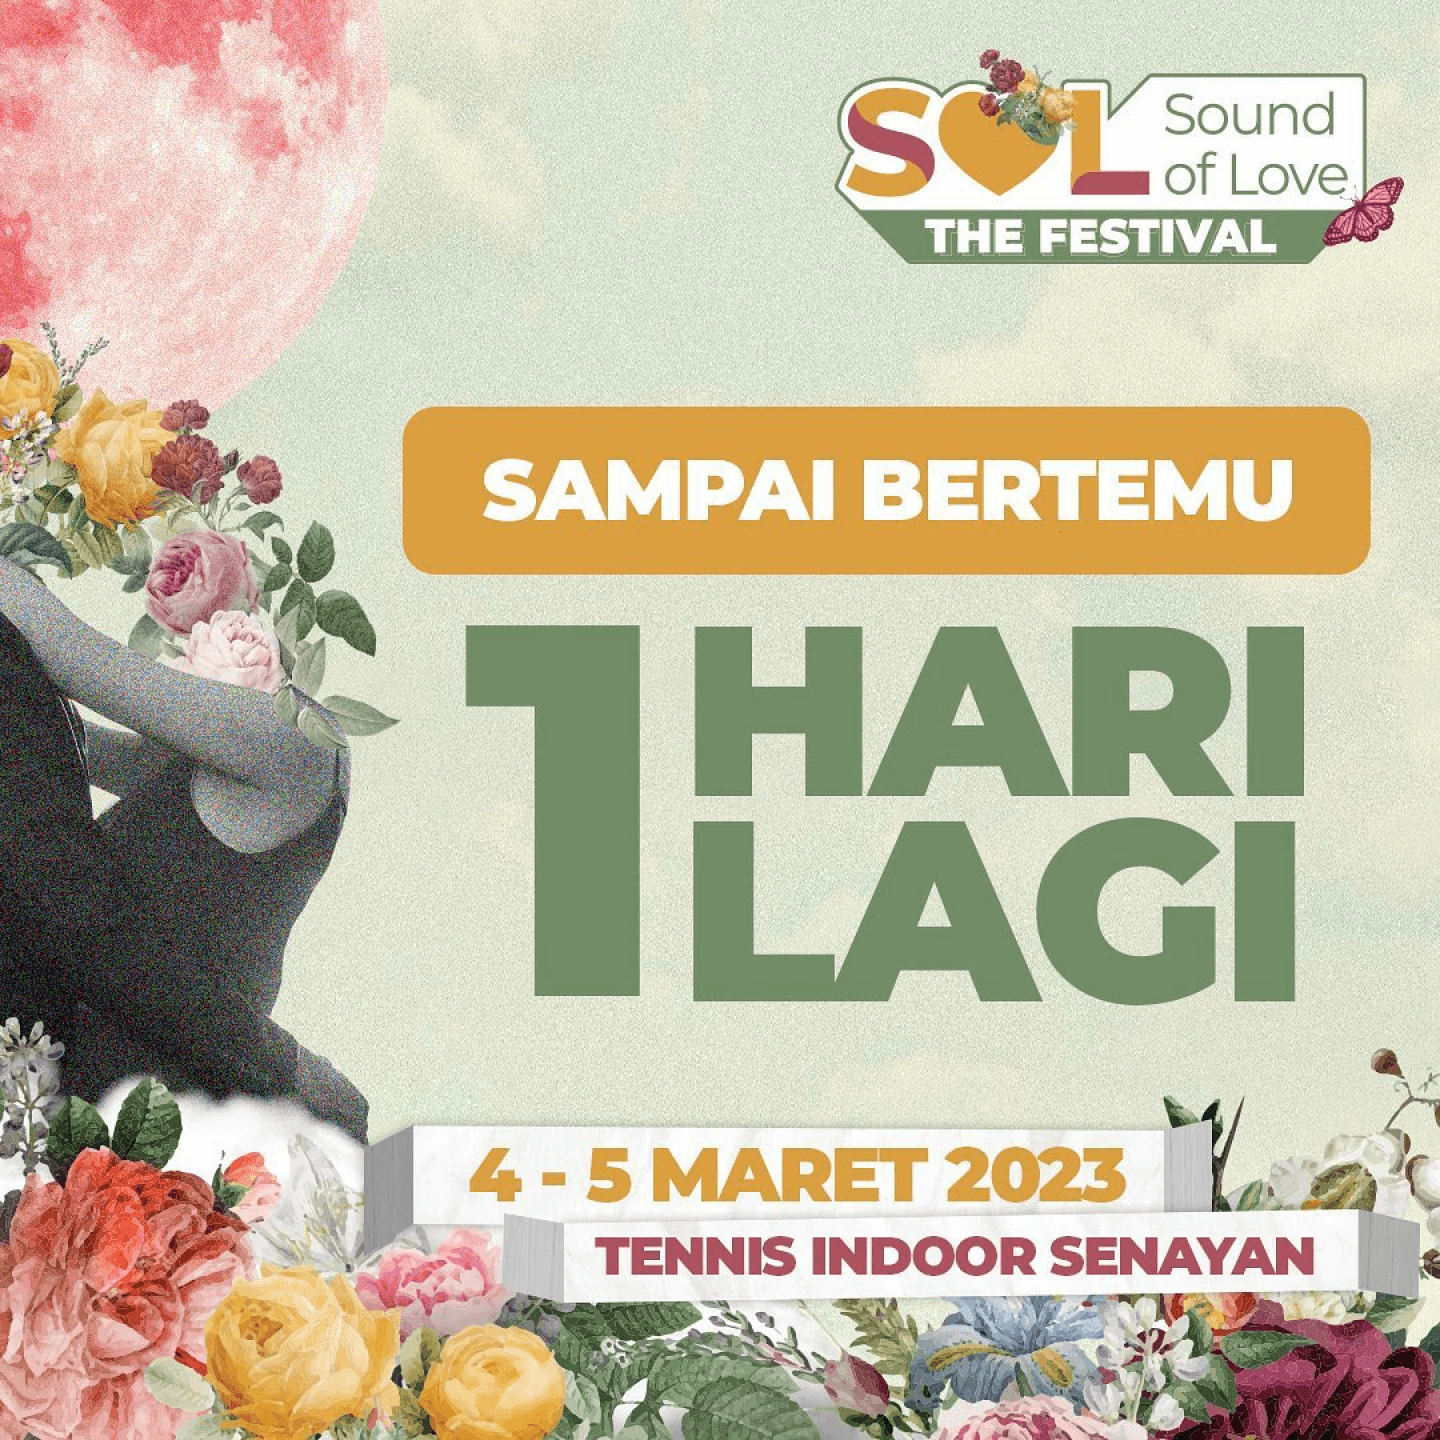 SOL
Sound
of Love
THE FESTIVAL
SAMPAI BERTEMU
1 HARI
LAGI
4 - 5 MARET 2023
TENNIS INDOOR SENAYAN